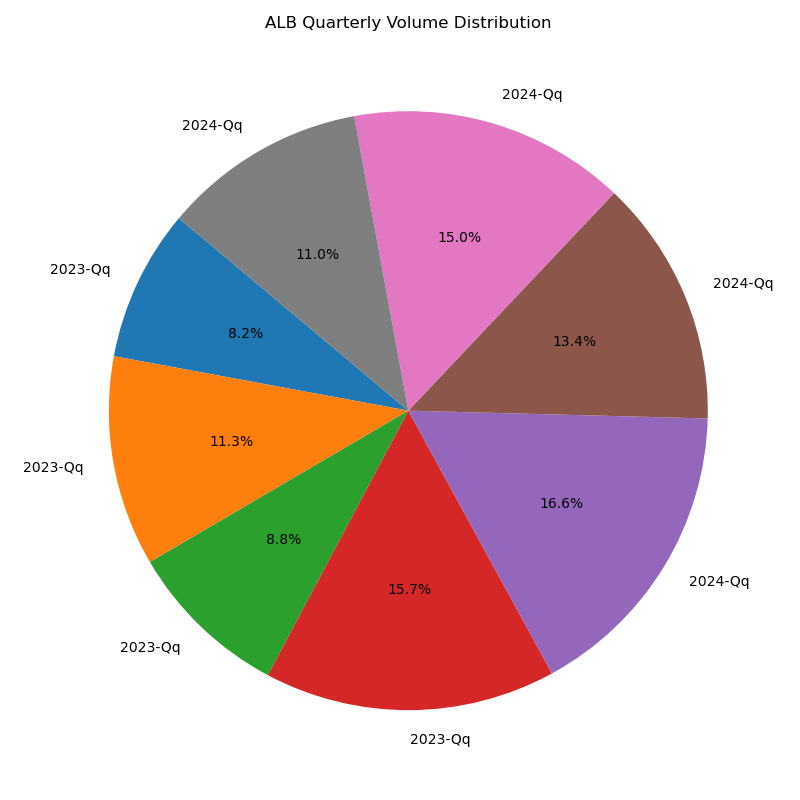 ALB Quarterly Volume Distribution
2024-Qq
2024-Qq
15.0%
11.0%
2023-Qq
2024-Qq
8.2%
13.4%
11.3%
2023-Qq
16.6%
8.8%
2024-Qq
15.7%
2023-Qq
2023-Qq